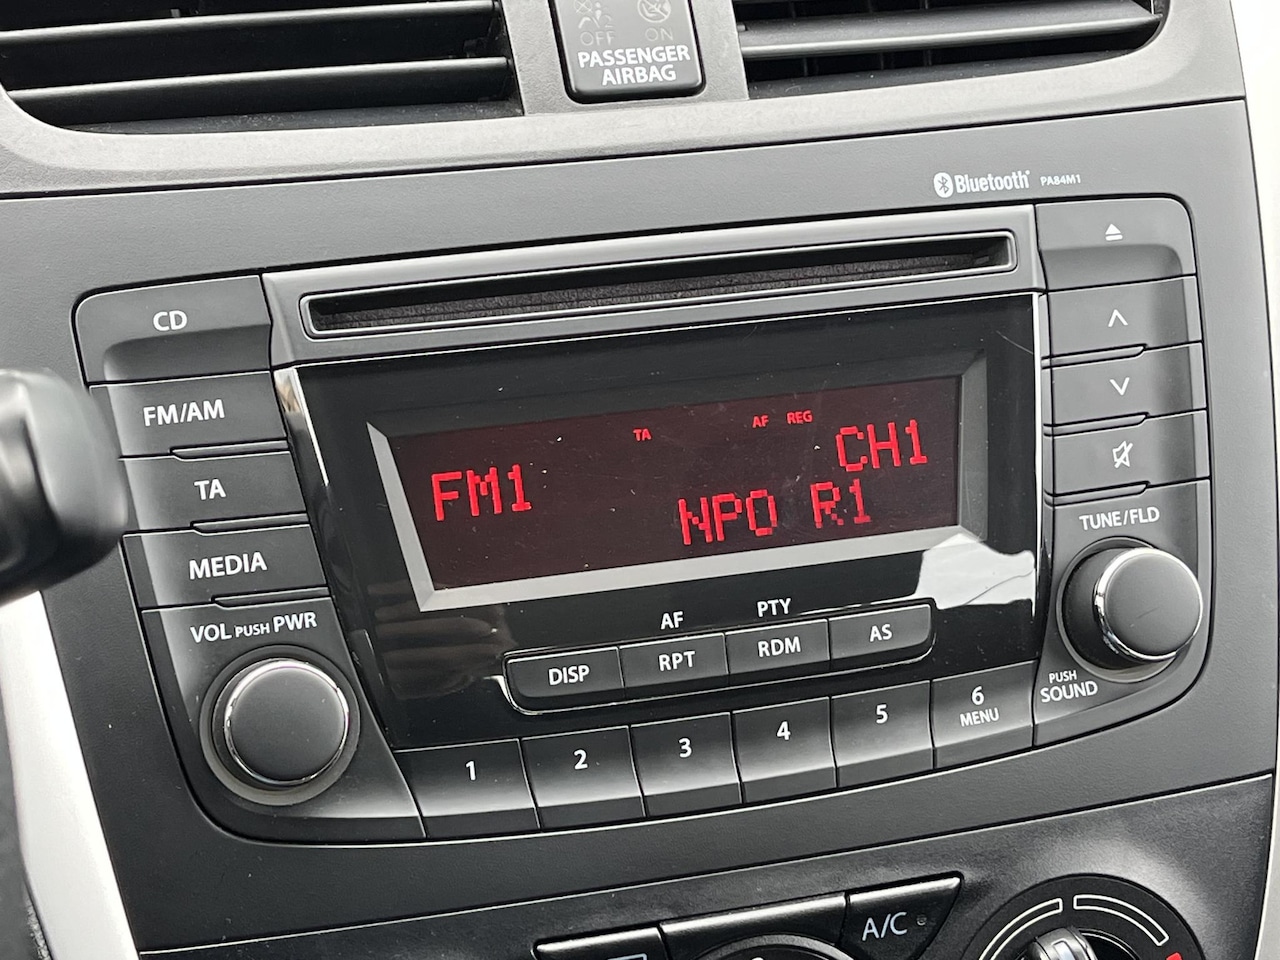 OFF ON
PASSENGER
AIRBAG
Bluetooth PA84M1
CD
FM/AM
TA
MEDIA
VOL PUSH PWR
TA AF REG
FM1 CH1
NPO R1
TUNE/FLD
PUSH
SOUND
AF PTY
DISP RPT RDM AS
1 2 3 4 5 6
MENU
A/C